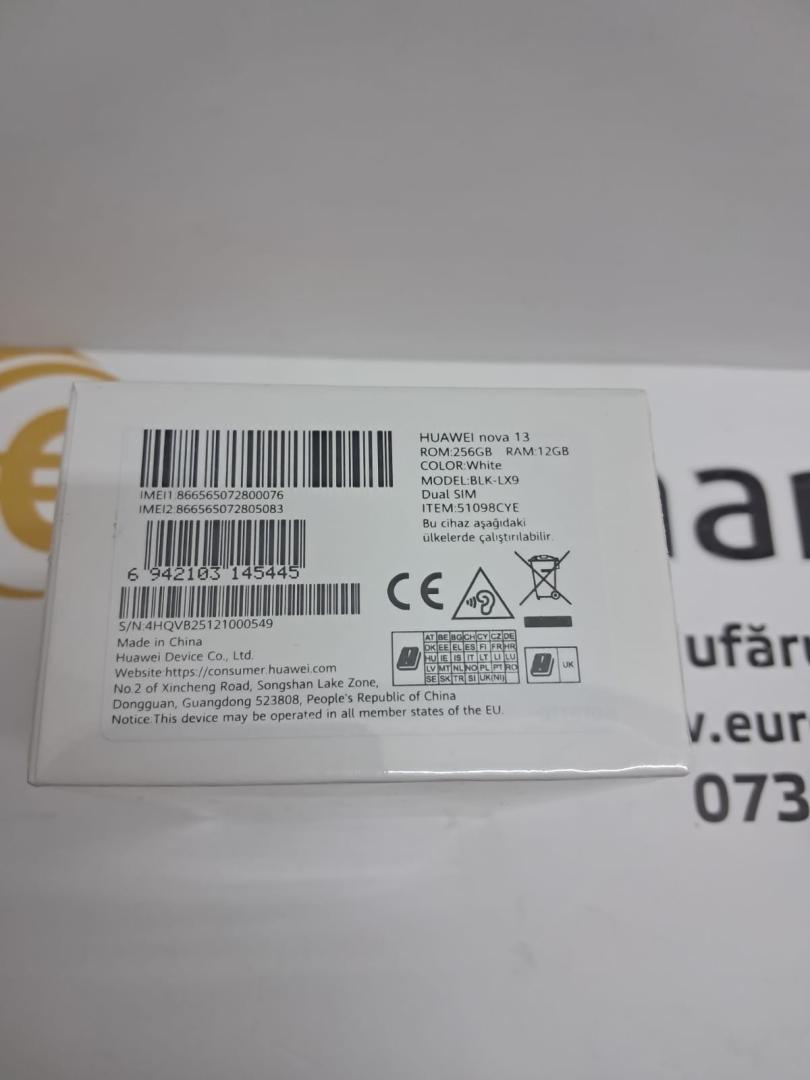 HUAWEI nova 13
ROM:256GB RAM:12GB
COLOR:White
MODEL:BLK-LX9
Dual SIM
ITEM:51098CYE
Bu cihaz aşağıdaki
ülkelerde çalıştırılabilir.
IMEI1:866565072800076
IMEI2:866565072805083
6 942103 145445
S/N:4HQVB25121000549
Made in China
Huawei Device Co., Ltd.
Website:https://consumer.huawei.com
No.2 of Xincheng Road, Songshan Lake Zone,
Dongguan, Guangdong 523808, People's Republic of China
Notice:This device may be operated in all member states of the EU.
CE
AT BE BG CH CY CZ DE
DK EE EL ES FI FR HR
HU IE IS IT LT LI LU
LV MT NL NO PL PT RO
SE SK TR SI UK(NI)
UK
€
ufăru
.eur
073